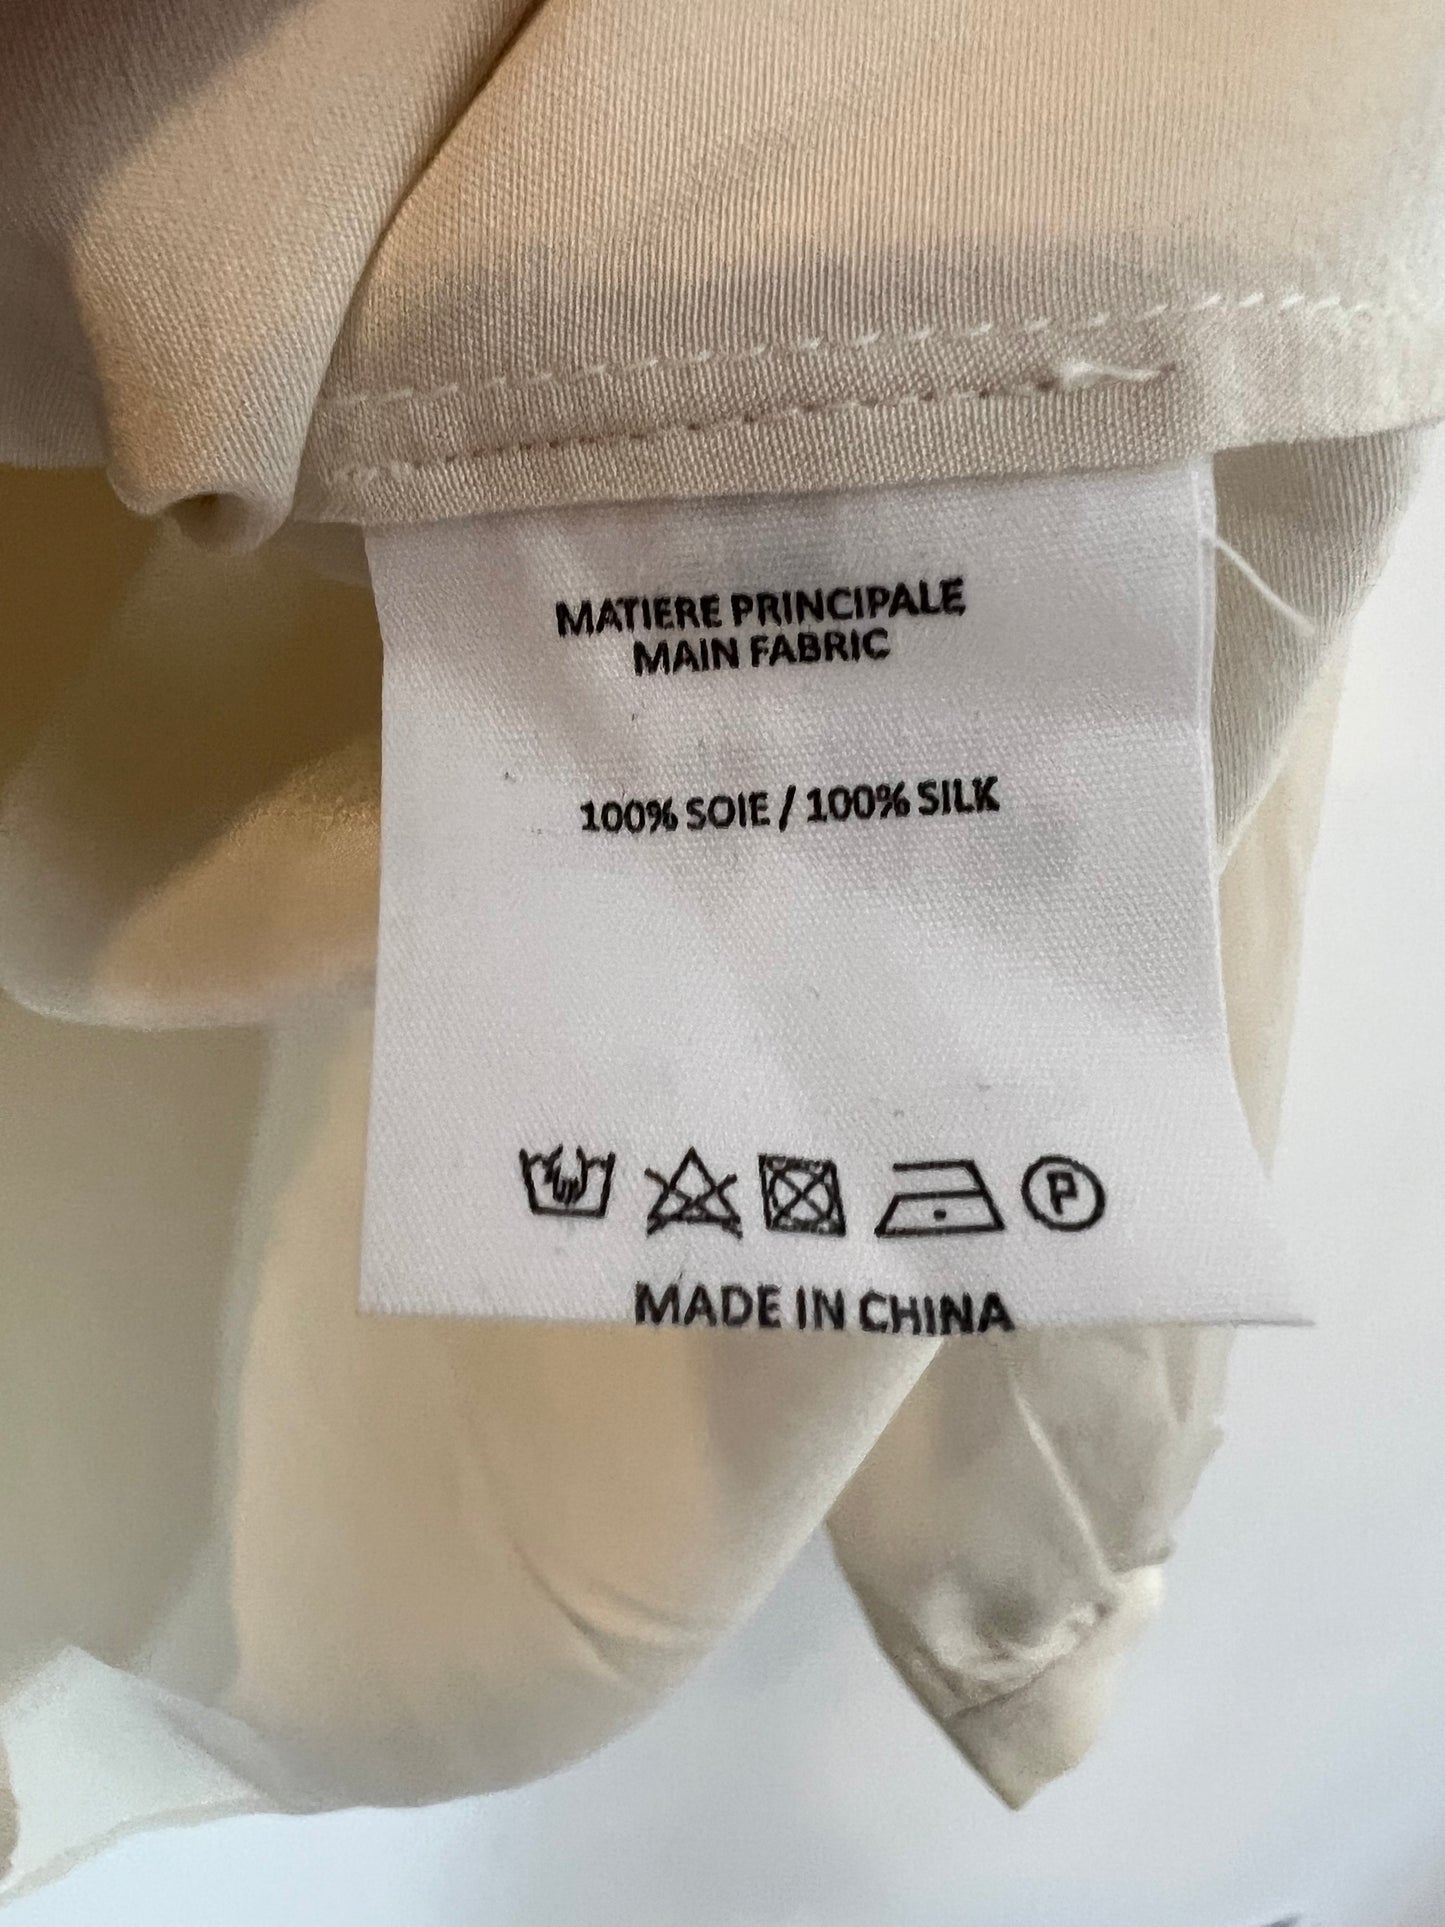 MATIERE PRINCIPALE
MAIN FABRIC
100% SOIE / 100% SILK
P
MADE IN CHINA